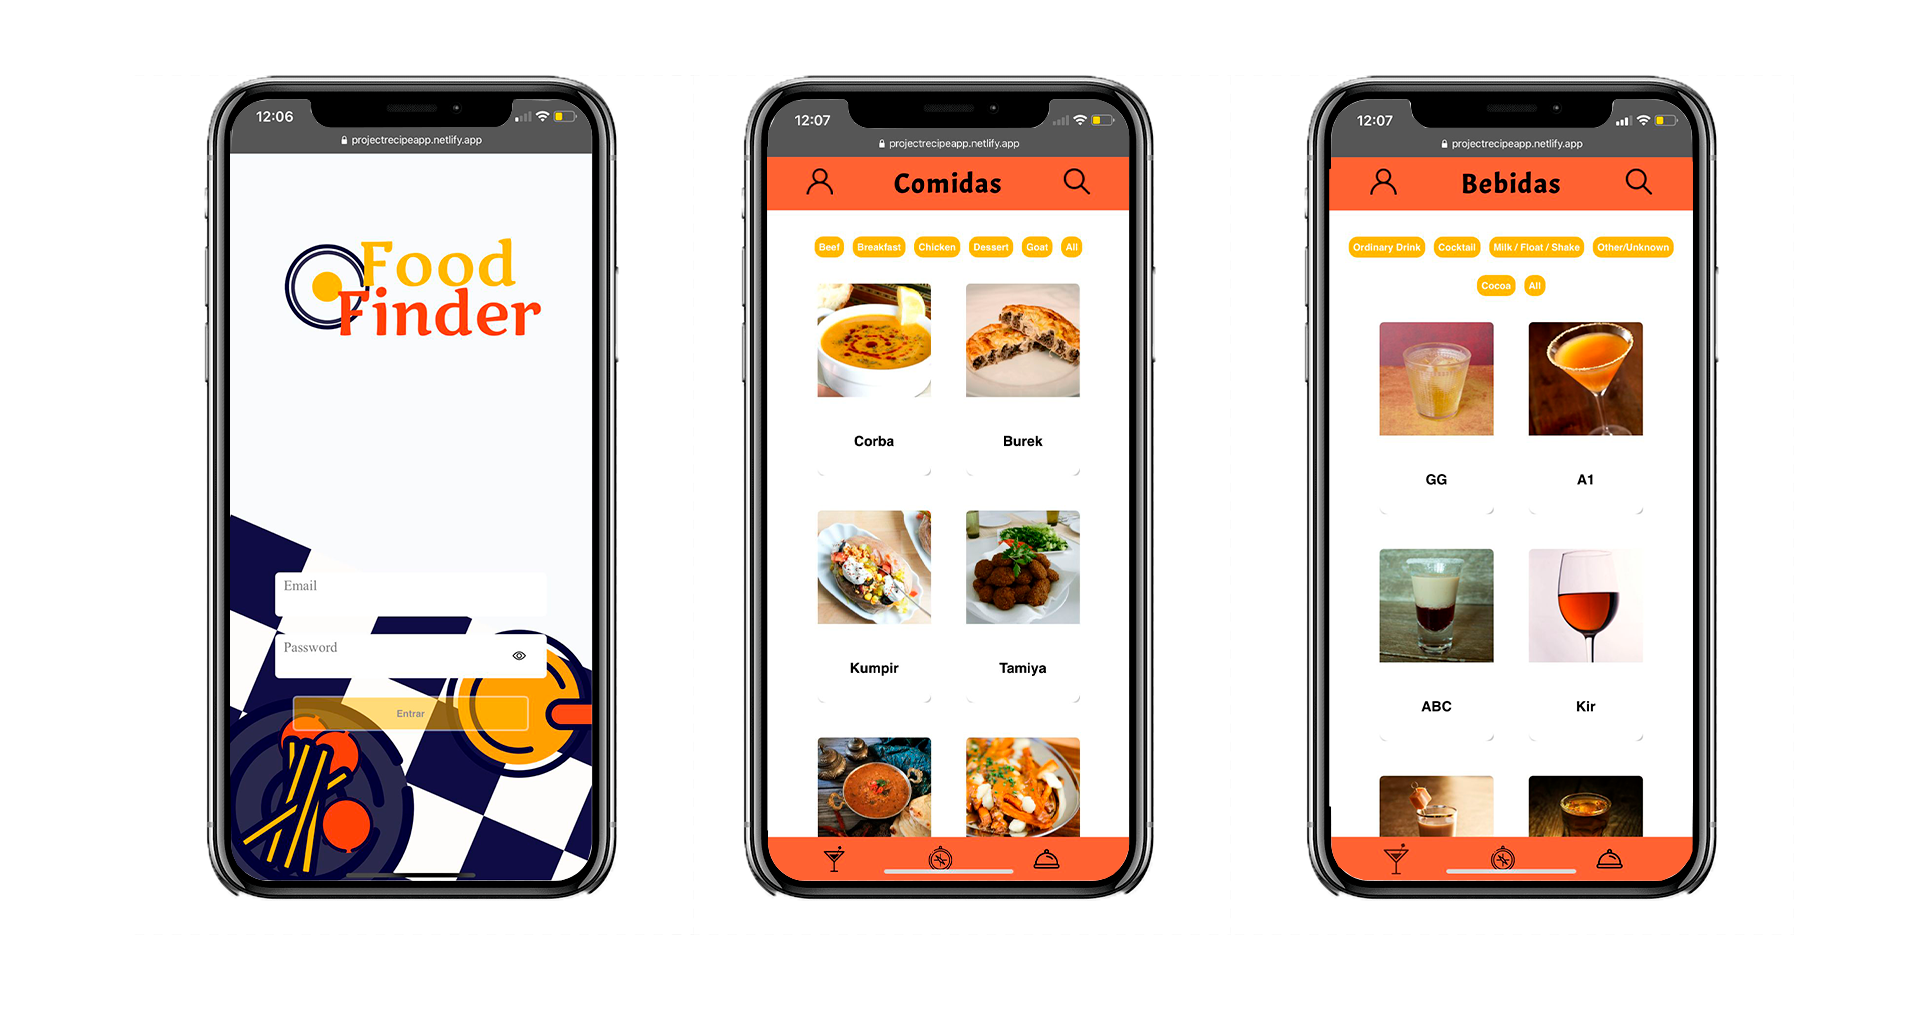 12:06
projectrecipeapp.netlify.app
Food
Finder
Email
Password
Entrar
12:07
projectrecipeapp.netlify.app
Comidas
Beef Breakfast Chicken Dessert Goat All
Corba Burek
Kumpir Tamiya
12:07
projectrecipeapp.netlify.app
Bebidas
Ordinary Drink Cocktail Milk / Float / Shake Other/Unknown
Cocoa All
GG A1
ABC Kir